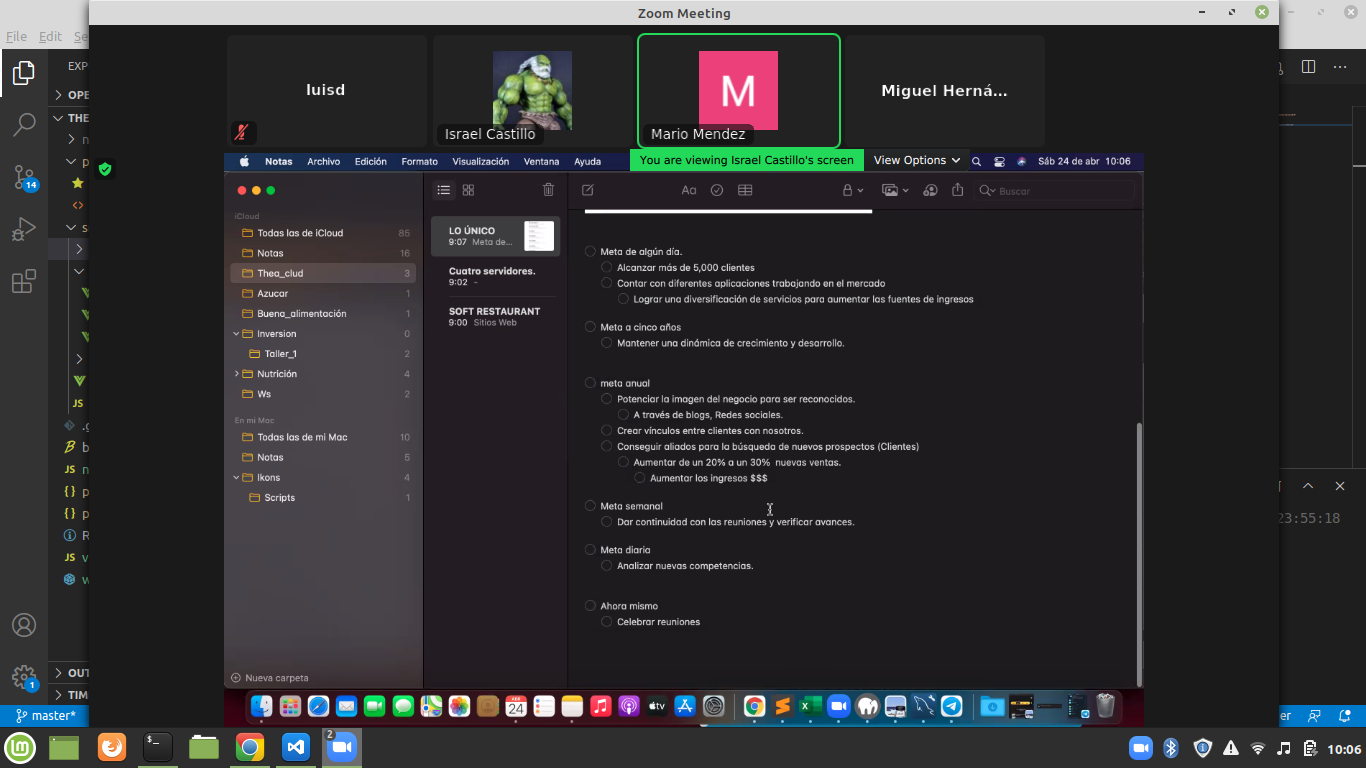 Zoom Meeting
File Edit Se
luisd
Israel Castillo
M
Mario Mendez
Miguel Herná...
You are viewing Israel Castillo's screen
View Options
Notas Archivo Edición Formato Visualización Ventana Ayuda
Sáb 24 de abr 10:06
Aa
Buscar
iCloud
Todas las de iCloud 85
Notas 16
Thea_clud 3
Azucar 1
Buena_alimentación 1
Inversion 0
Taller_1 2
Nutrición 4
Ws 2
En mi Mac
Todas las de mi Mac 10
Notas 5
Ikons 4
Scripts 1
Nueva carpeta
LO ÚNICO
9:07 Meta de...
Cuatro servidores.
9:02 -
SOFT RESTAURANT
9:00 Sitios Web
Meta de algún día.
Alcanzar más de 5,000 clientes
Contar con diferentes aplicaciones trabajando en el mercado
Lograr una diversificación de servicios para aumentar las fuentes de ingresos
Meta a cinco años
Mantener una dinámica de crecimiento y desarrollo.
meta anual
Potenciar la imagen del negocio para ser reconocidos.
A través de blogs, Redes sociales.
Crear vínculos entre clientes con nosotros.
Conseguir aliados para la búsqueda de nuevos prospectos (Clientes)
Aumentar de un 20% a un 30% nuevas ventas.
Aumentar los ingresos $$$
Meta semanal
Dar continuidad con las reuniones y verificar avances.
Meta diaria
Analizar nuevas competencias.
Ahora mismo
Celebrar reuniones
EXP
OPE
THE
n
p
s
JS
.g
b
JS n
{} p
{} p
R
JS v
w
OUT
TIM
14
1
master*
23:55:18
24
tv
2
10:06